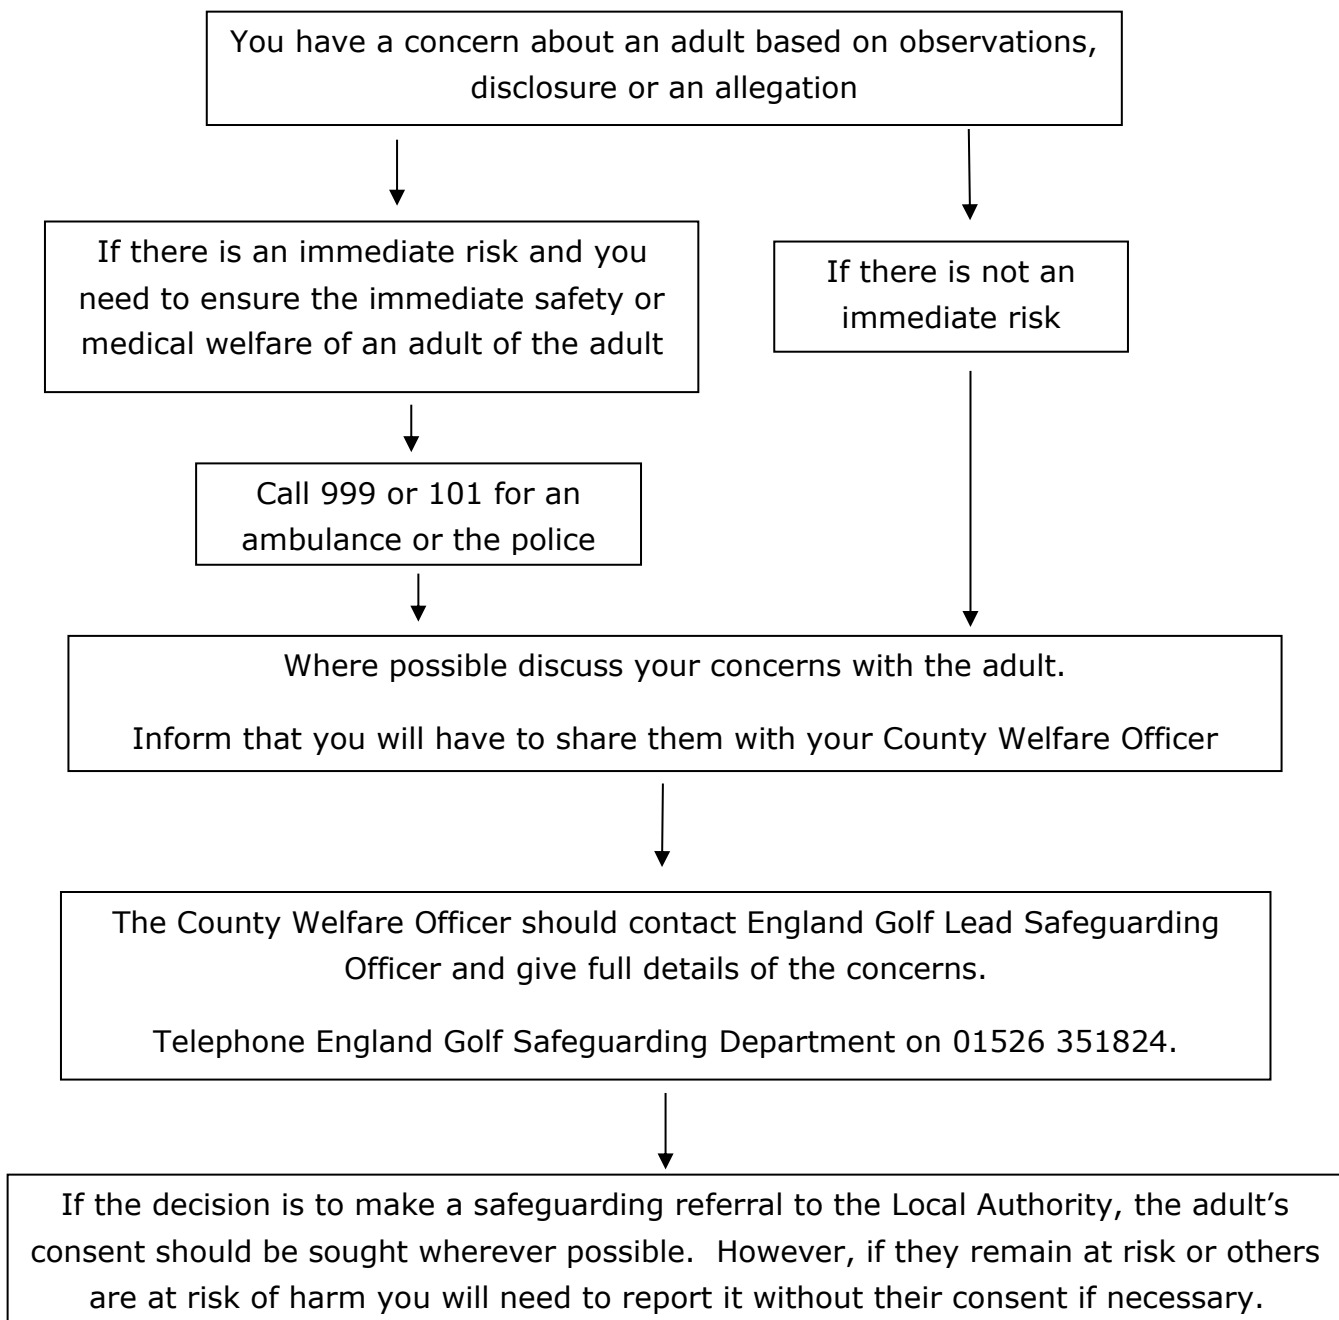 You have a concern about an adult based on observations,
disclosure or an allegation
If there is an immediate risk and you
need to ensure the immediate safety or
medical welfare of an adult of the adult
If there is not an
immediate risk
Call 999 or 101 for an
ambulance or the police
Where possible discuss your concerns with the adult.
Inform that you will have to share them with your County Welfare Officer
The County Welfare Officer should contact England Golf Lead Safeguarding
Officer and give full details of the concerns.
Telephone England Golf Safeguarding Department on 01526 351824.
If the decision is to make a safeguarding referral to the Local Authority, the adult’s
consent should be sought wherever possible.  However, if they remain at risk or others
are at risk of harm you will need to report it without their consent if necessary.